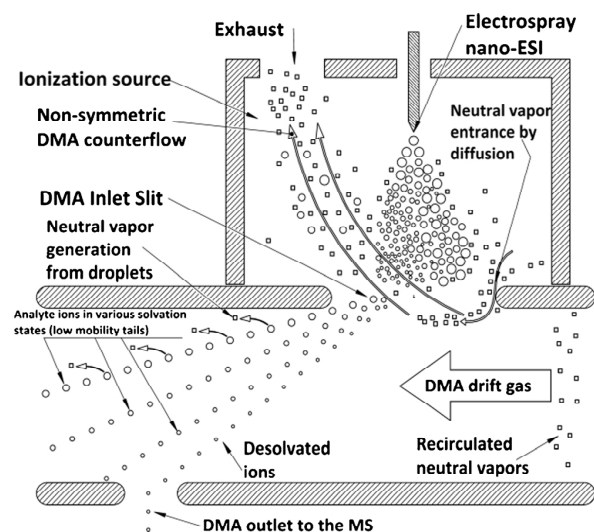 Electrospray
nano-ESI
Exhaust
Ionization source
Non-symmetric
DMA counterflow
Neutral vapor
entrance by
diffusion
DMA Inlet Slit
Neutral vapor
generation
from droplets
Analyte ions in various solvation
states (low mobility tails)
DMA drift gas
Desolvated
ions
Recirculated
neutral vapors
DMA outlet to the MS